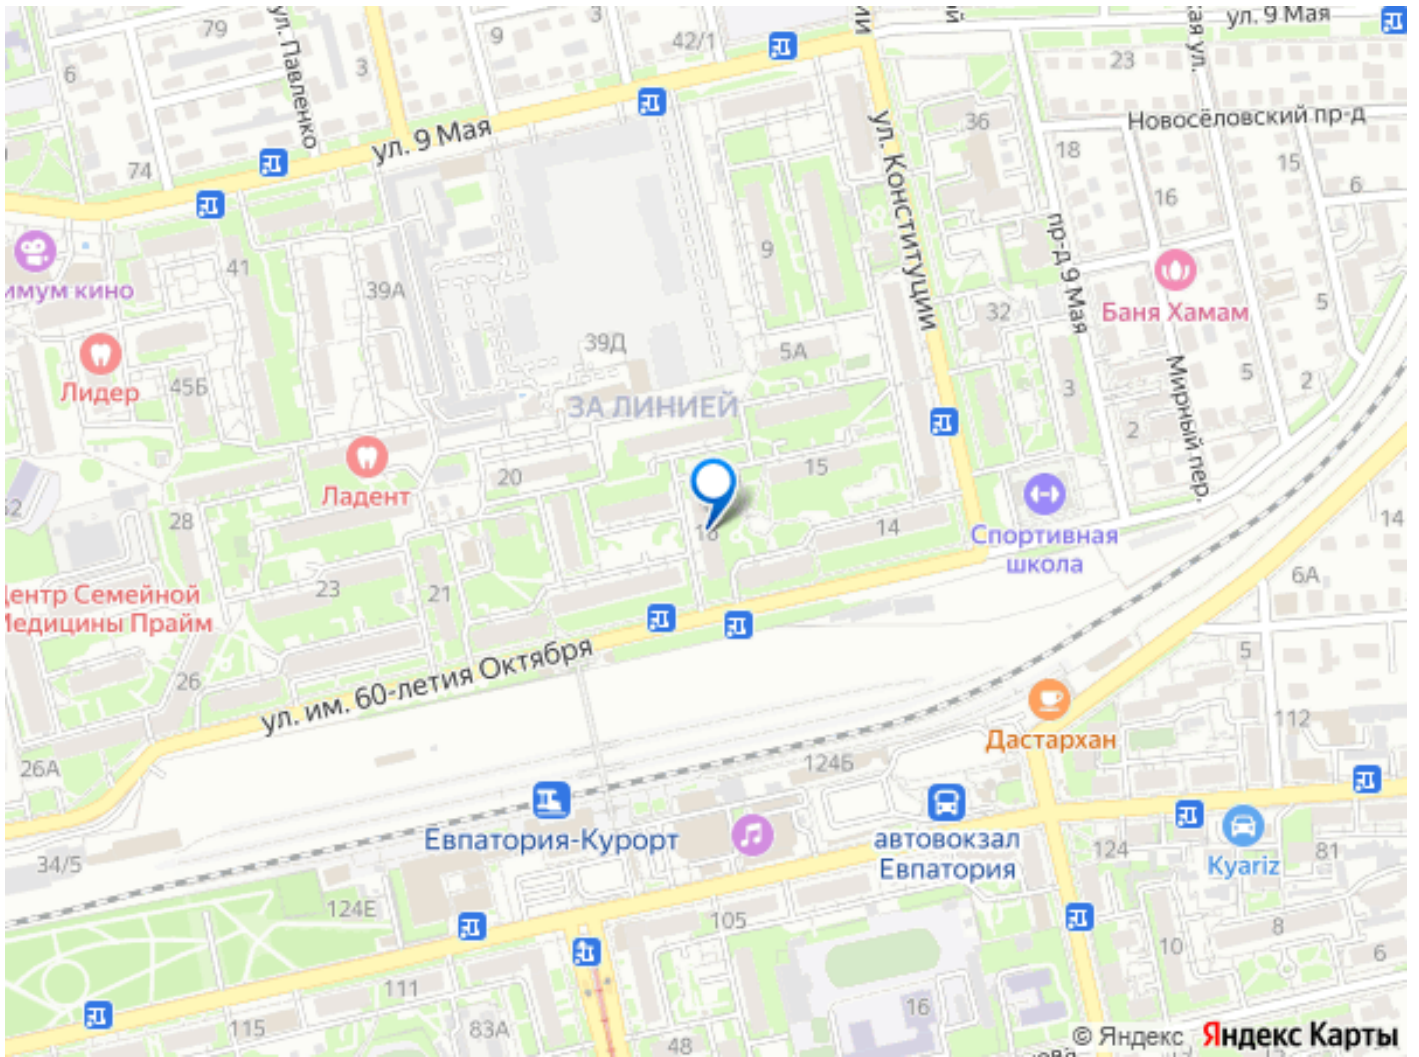 79
ул. Павленко
9
3
42/1
ул. 9 Мая
6
3
23
36
Новосёловский пр-д
ул. 9 Мая
74
18
15
16
6
ул. Конституции
пр-д 9 Мая
41
9
имум кино
39А
Баня Хамам
32
5
Лидер
39Д
5А
45Б
3
5
2
ЗА ЛИНИЕЙ
Мирный пер.
2
Ладент
20
15
28
14
14
Спортивная
школа
23
21
6А
Центр Семейной
Медицины Прайм
ул. им. 60-летия Октября
26
5
Дастархан
112
26А
124Б
Евпатория-Курорт
автовокзал
Евпатория
124
Kyariz
81
34/5
124Е
105
8
10
6
111
16
115
83А
48
© Яндекс Яндекс Карты